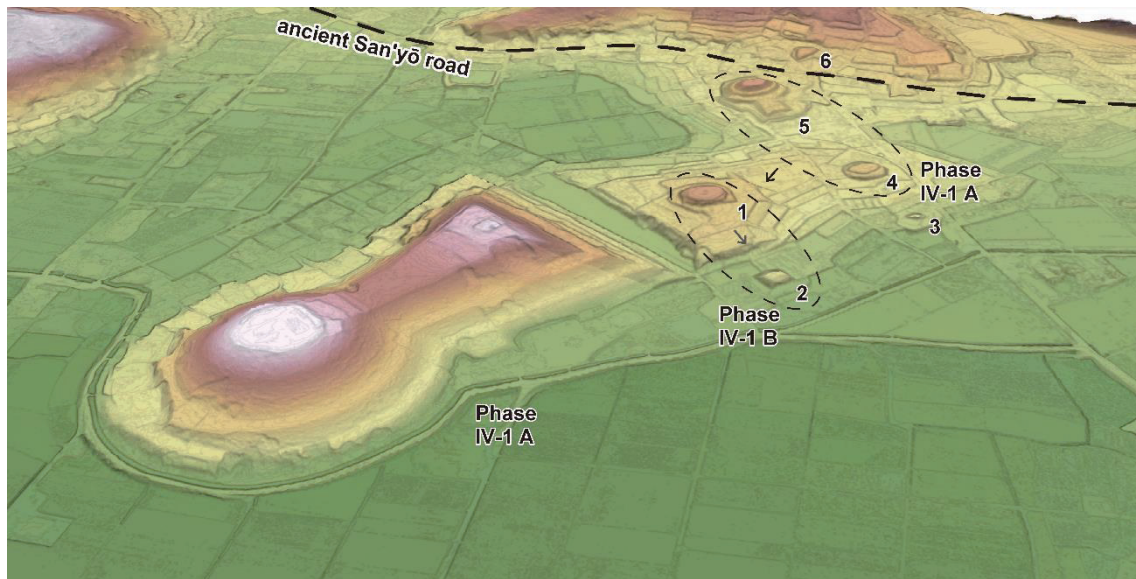 ancient San'yō road
6
5
Phase
IV-1 A
4
3
1
2
Phase
IV-1 B
Phase
IV-1 A